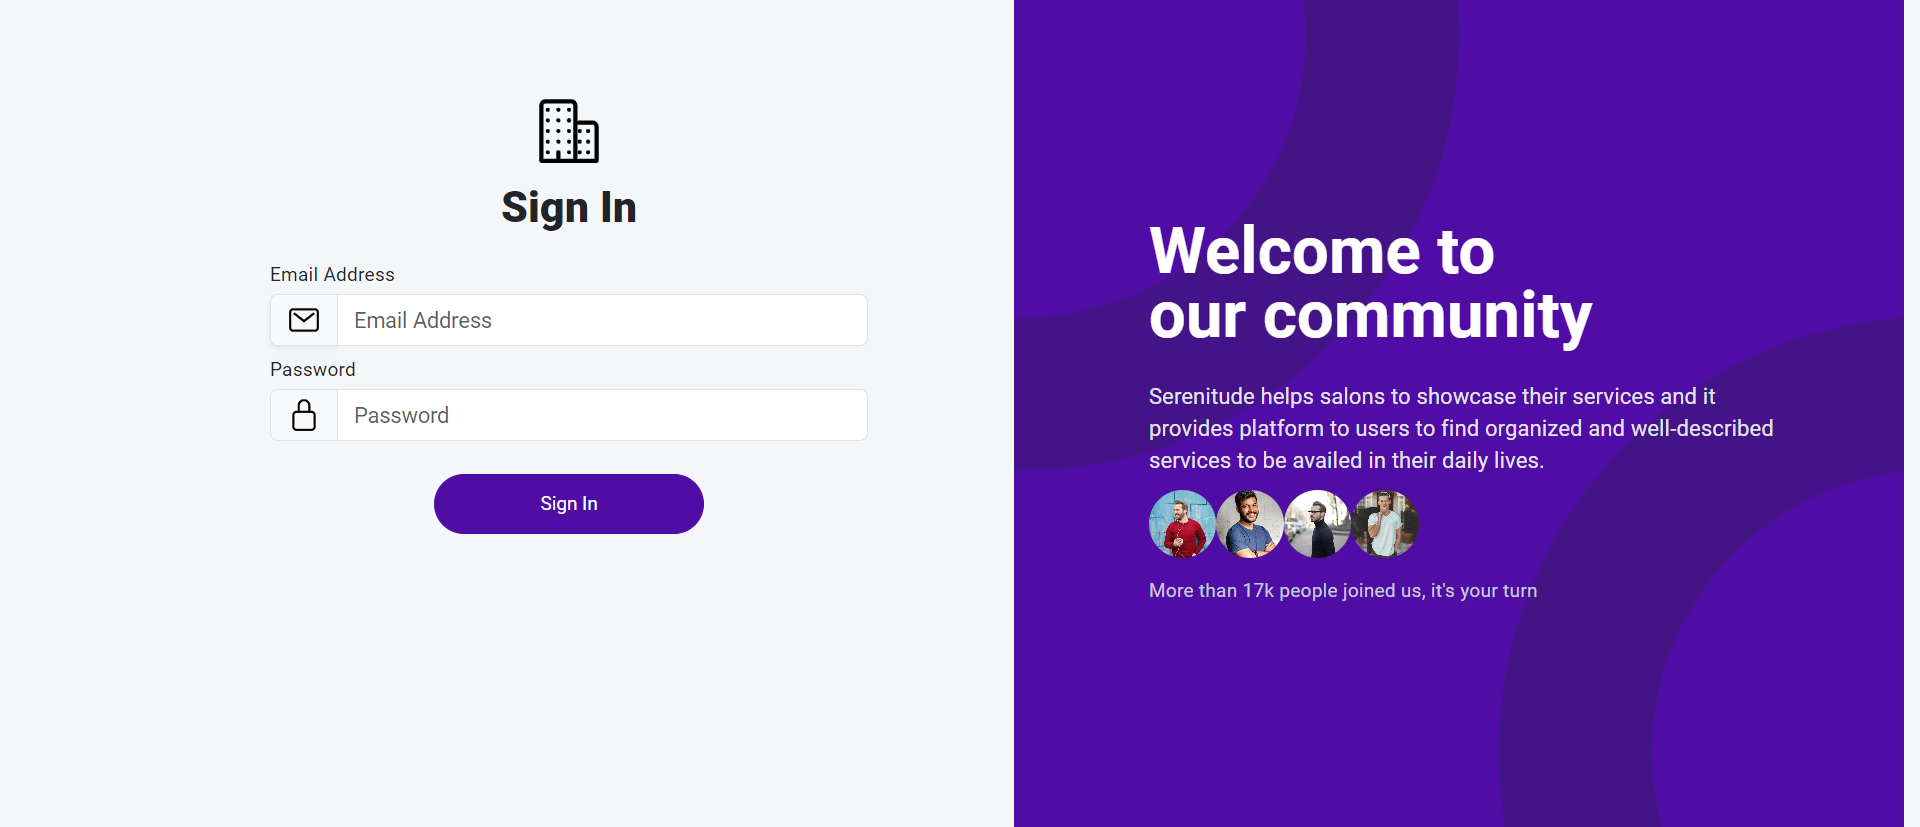 Sign In
Email Address
Email Address
Password
Password
Sign In
Welcome to
our community
Serenitude helps salons to showcase their services and it
provides platform to users to find organized and well-described
services to be availed in their daily lives.
More than 17k people joined us, it's your turn